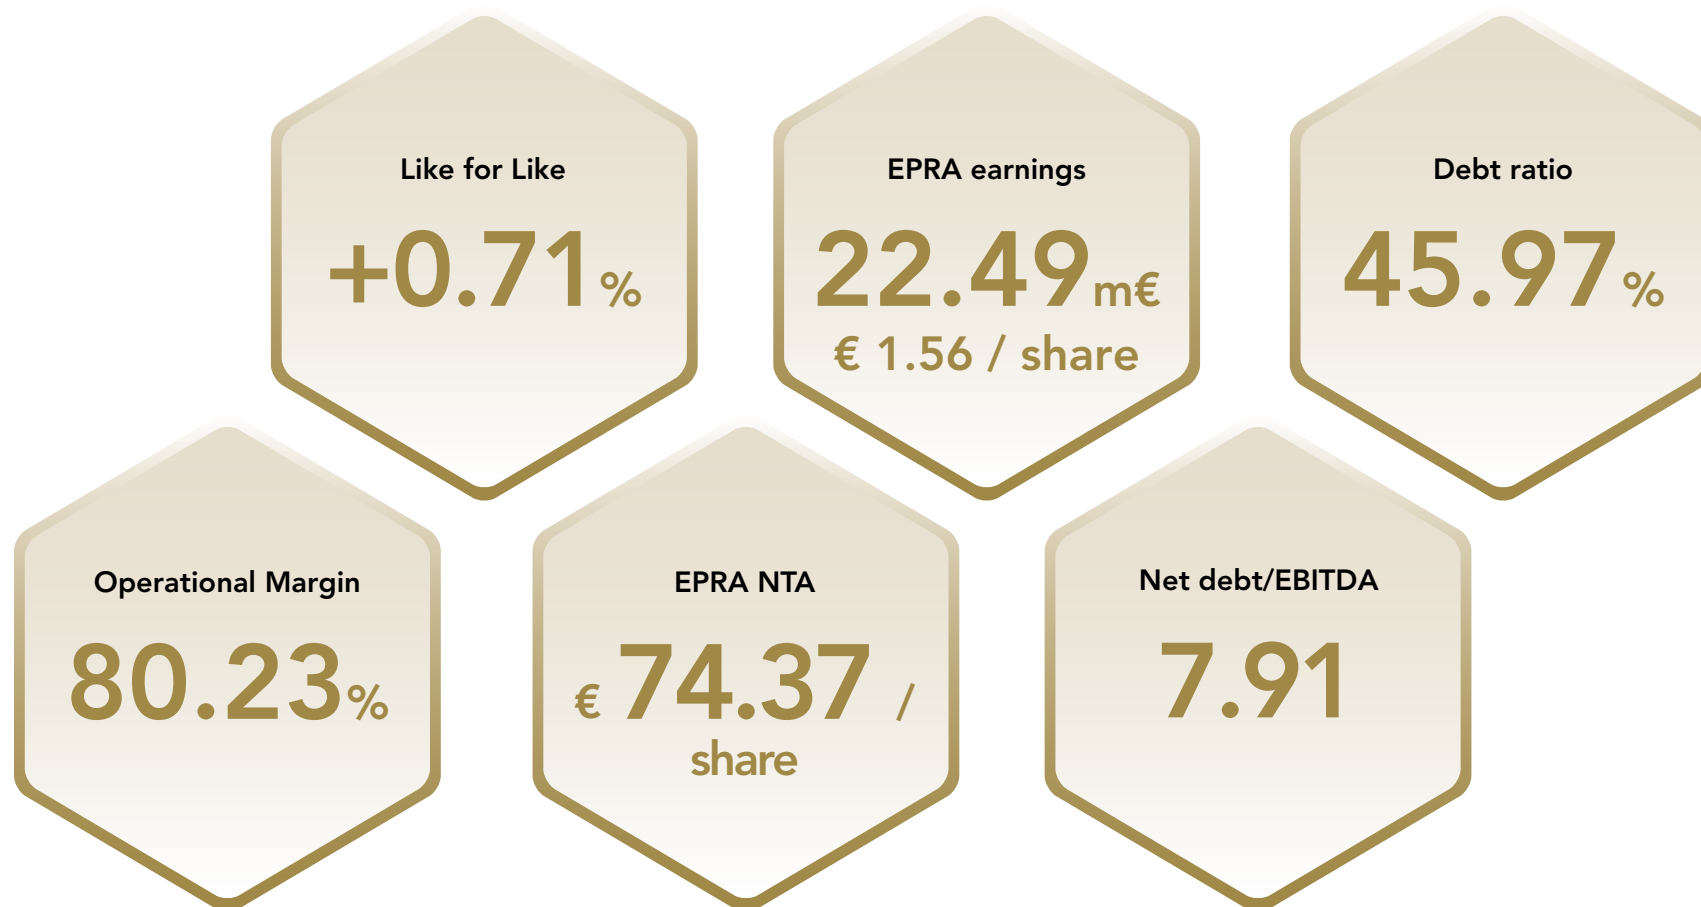 Like for Like
+0.71%
EPRA earnings
22.49m€
€ 1.56 / share
Debt ratio
45.97%
Operational Margin
80.23%
EPRA NTA
€ 74.37 /
share
Net debt/EBITDA
7.91